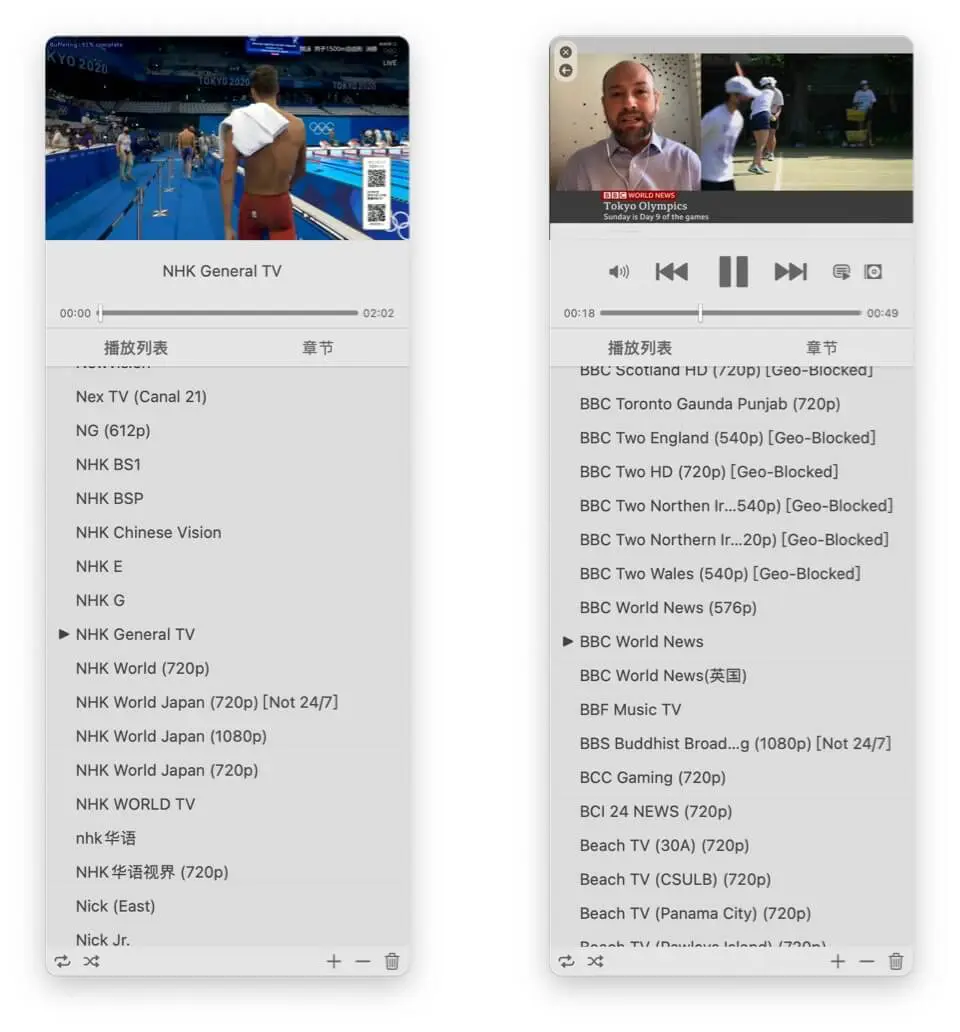 Buffering: 51% complete
KYO 2020
TOKYO 2020
TOKYO 2020
LIVE
NHK General TV
00:00
02:02
播放列表
章节
Nex TV (Canal 21)
NG (612p)
NHK BS1
NHK BSP
NHK Chinese Vision
NHK E
NHK G
NHK General TV
NHK World (720p)
NHK World Japan (720p) [Not 24/7]
NHK World Japan (1080p)
NHK World Japan (720p)
NHK WORLD TV
nhk华语
NHK华语视界 (720p)
Nick (East)
Nick Jr.
BBC WORLD NEWS
Tokyo Olympics
Sunday is Day 9 of the games
00:18
00:49
播放列表
章节
BBC Scotland HD (720p) [Geo-Blocked]
BBC Toronto Gaunda Punjab (720p)
BBC Two England (540p) [Geo-Blocked]
BBC Two HD (720p) [Geo-Blocked]
BBC Two Northen Ir...540p) [Geo-Blocked]
BBC Two Northern Ir...20p) [Geo-Blocked]
BBC Two Wales (540p) [Geo-Blocked]
BBC World News (576p)
BBC World News
BBC World News(英国)
BBF Music TV
BBS Buddhist Broad...g (1080p) [Not 24/7]
BCC Gaming (720p)
BCI 24 NEWS (720p)
Beach TV (30A) (720p)
Beach TV (CSULB) (720p)
Beach TV (Panama City) (720p)
Beach TV (Pawleys Island) (720p)